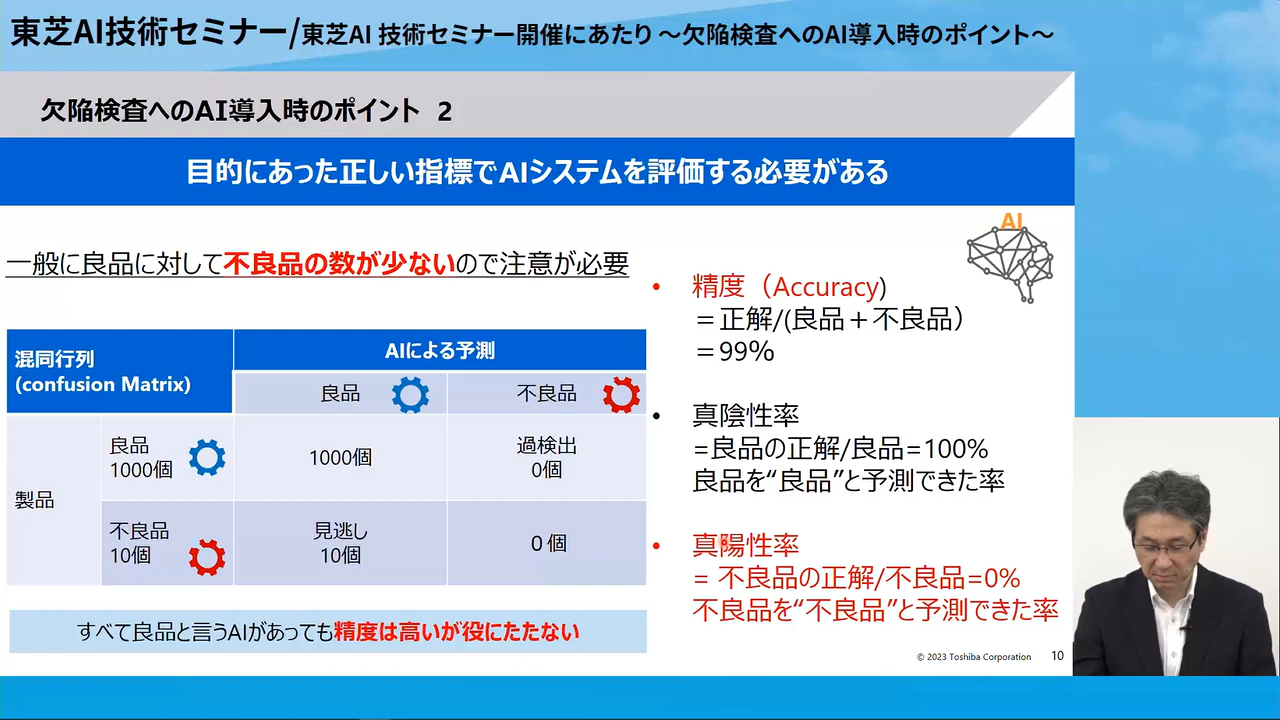 東芝AI技術セミナー/東芝AI 技術セミナー開催にあたり ～欠陥検査へのAI導入時のポイント～
欠陥検査へのAI導入時のポイント 2
目的にあった正しい指標でAIシステムを評価する必要がある
一般に良品に対して不良品の数が少ないので注意が必要
混同行列
(confusion Matrix)
AIによる予測
良品
不良品
製品
良品
1000個
1000個
過検出
0個
不良品
10個
見逃し
10個
０個
すべて良品と言うAIがあっても精度は高いが役にたたない
AI
• 精度（Accuracy)
＝正解/(良品＋不良品）
＝99％
• 真陰性率
=良品の正解/良品=100%
良品を“良品”と予測できた率
• 真陽性率
= 不良品の正解/不良品=0%
不良品を“不良品”と予測できた率
© 2023 Toshiba Corporation 10